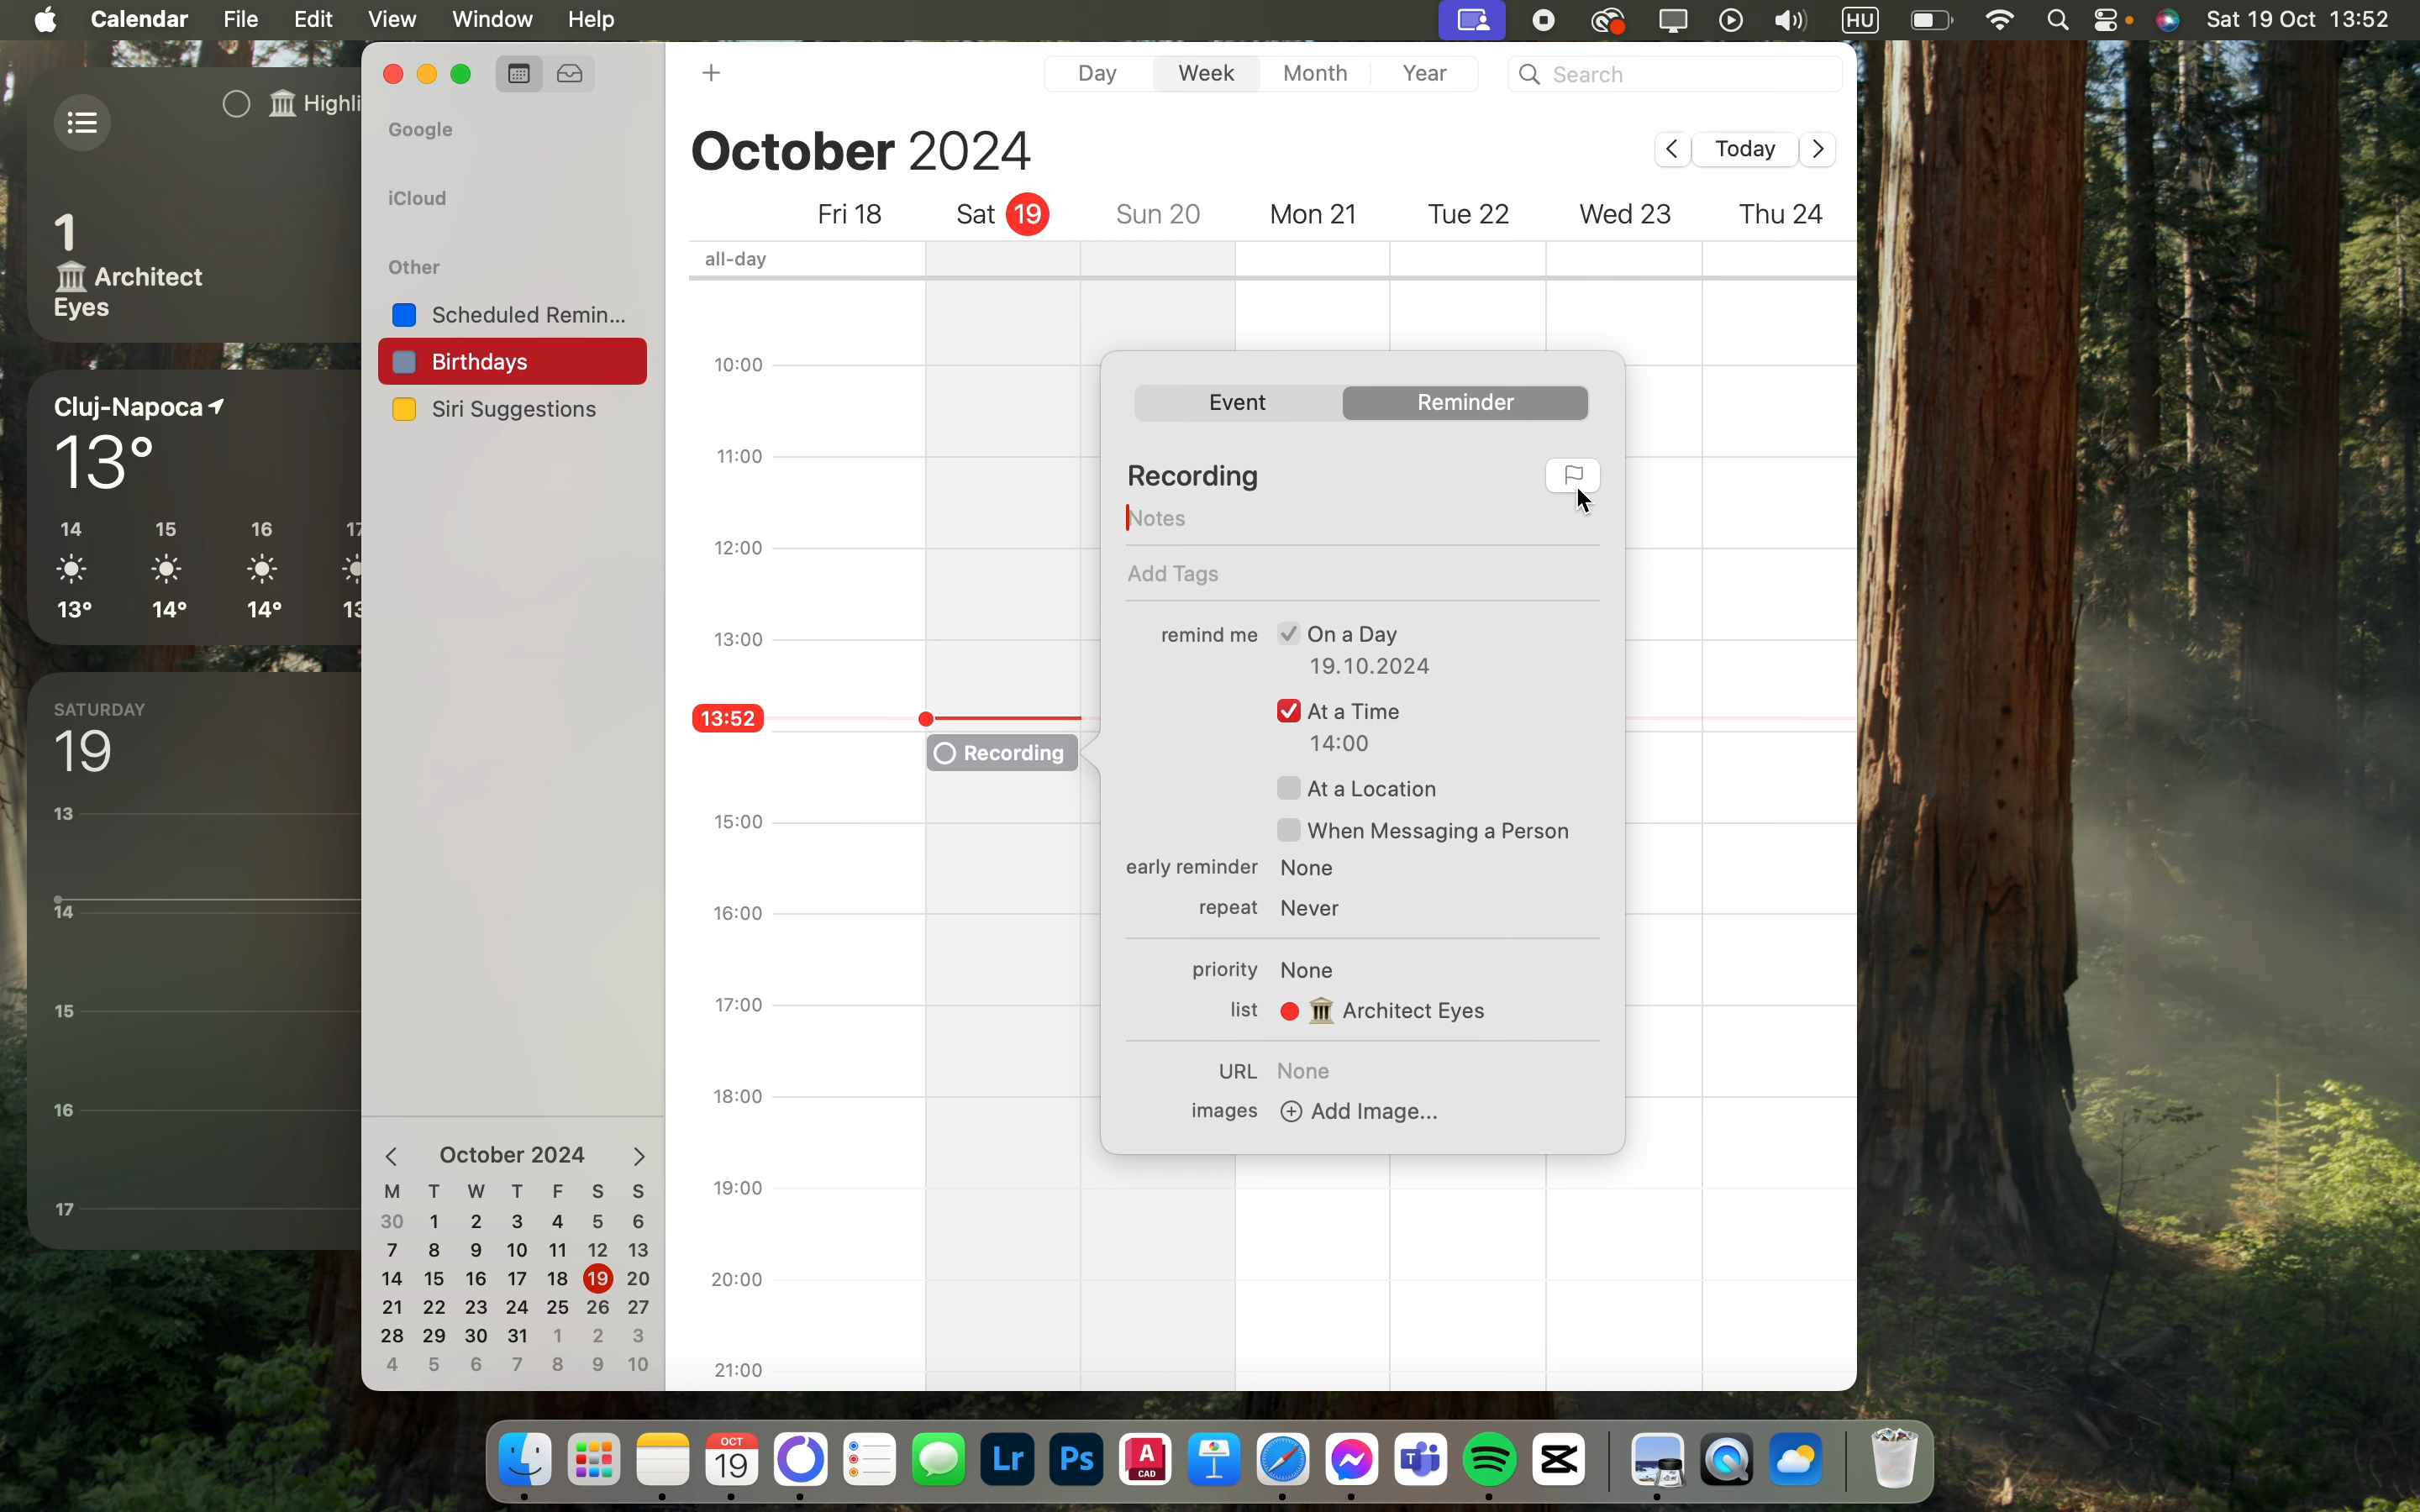 Calendar File Edit View Window Help HU Sat 19 Oct 13:52
Highli
1
Architect
Eyes
Cluj-Napoca
13°
14 15 16 17
13° 14° 14° 13
SATURDAY
19
13
14
15
16
17
Google
iCloud
Other
Scheduled Remin...
Birthdays
Siri Suggestions
October 2024
M T W T F S S
30 1 2 3 4 5 6
7 8 9 10 11 12 13
14 15 16 17 18 19 20
21 22 23 24 25 26 27
28 29 30 31 1 2 3
4 5 6 7 8 9 10
Day Week Month Year Search
October 2024 Today
Fri 18 Sat 19 Sun 20 Mon 21 Tue 22 Wed 23 Thu 24
all-day
10:00
11:00
12:00
13:00
13:52
Recording
15:00
16:00
17:00
18:00
19:00
20:00
21:00
Event Reminder
Recording
Notes
Add Tags
remind me On a Day
19.10.2024
At a Time
14:00
At a Location
When Messaging a Person
early reminder None
repeat Never
priority None
list Architect Eyes
URL None
images Add Image...
OCT
19
Lr
Ps
A
CAD
T